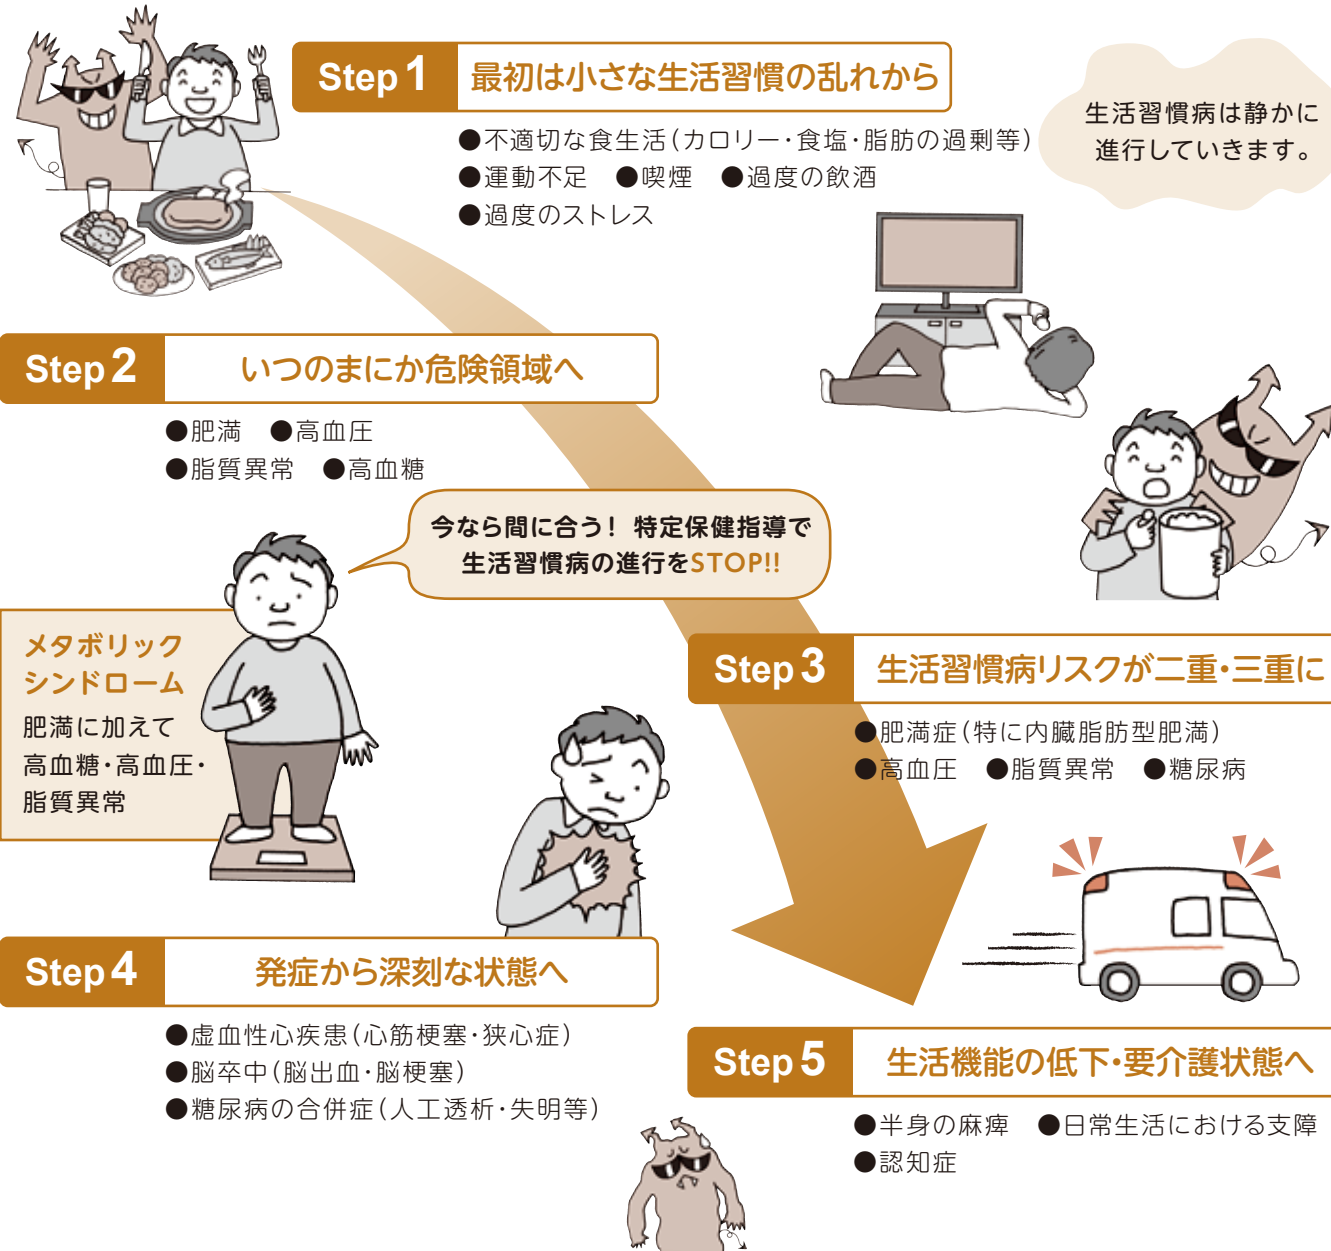 Step 1 最初は小さな生活習慣の乱れから
●不適切な食生活(カロリー・食塩・脂肪の過剰等)
●運動不足 ●喫煙 ●過度の飲酒
●過度のストレス
生活習慣病は静かに
進行していきます。
Step 2 いつのまにか危険領域へ
●肥満 ●高血圧
●脂質異常 ●高血糖
今なら間に合う! 特定保健指導で
生活習慣病の進行をSTOP!!
メタボリック
シンドローム
肥満に加えて
高血糖・高血圧・
脂質異常
Step 3 生活習慣病リスクが二重・三重に
●肥満症(特に内臓脂肪型肥満)
●高血圧 ●脂質異常 ●糖尿病
Step 4 発症から深刻な状態へ
●虚血性心疾患(心筋梗塞・狭心症)
●脳卒中(脳出血・脳梗塞)
●糖尿病の合併症(人工透析・失明等)
Step 5 生活機能の低下・要介護状態へ
●半身の麻痺 ●日常生活における支障
●認知症